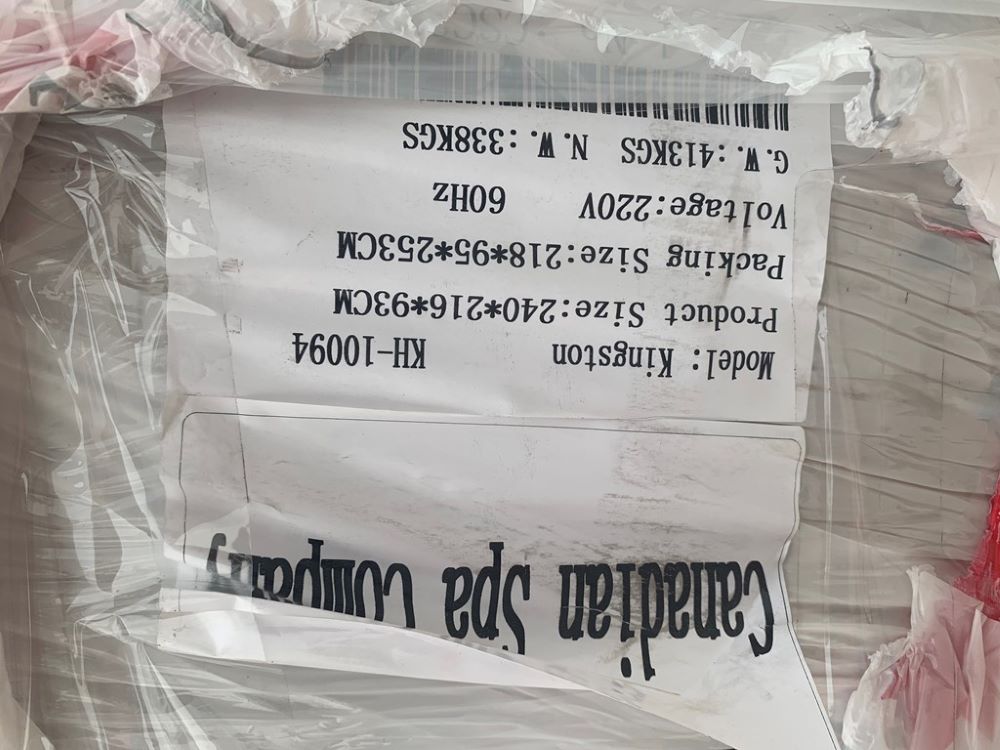 Canadian Spa Company
Model: Kingston KH-10094
Product Size:240*216*93CM
Packing Size:218*95*253CM
Voltage:220V 60Hz
G.W.:413KGS N.W.:338KGS